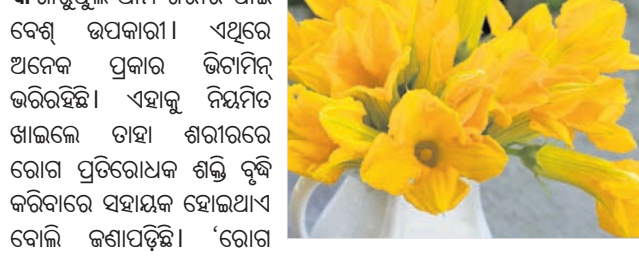 ବେଶ୍ ଉପକାରୀ। ଏଥିରେ
ଅନେକ ପ୍ରକାର ଭିଟାମିନ୍
ଭରିରହିଛି। ଏହାକୁ ନିୟମିତ
ଖାଇଲେ ତାହା ଶରୀରରେ
ରୋଗ ପ୍ରତିରୋଧକ ଶକ୍ତି ବୃଦ୍ଧି
କରିବାରେ ସହାୟକ ହୋଇଥାଏ
ବୋଲି ଜଣାପଡ଼ିଛି। ‘ରୋଗ